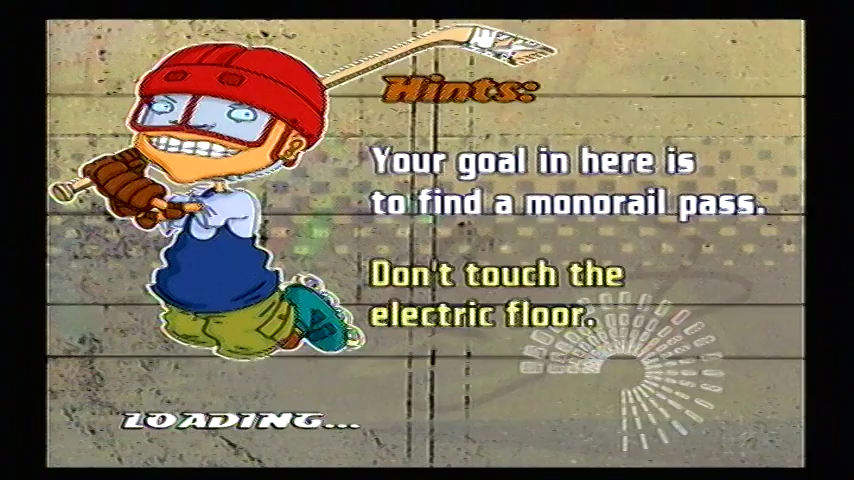 Hints:
Your goal in here is
to find a monorail pass.
Don't touch the
electric floor.
LOADING...